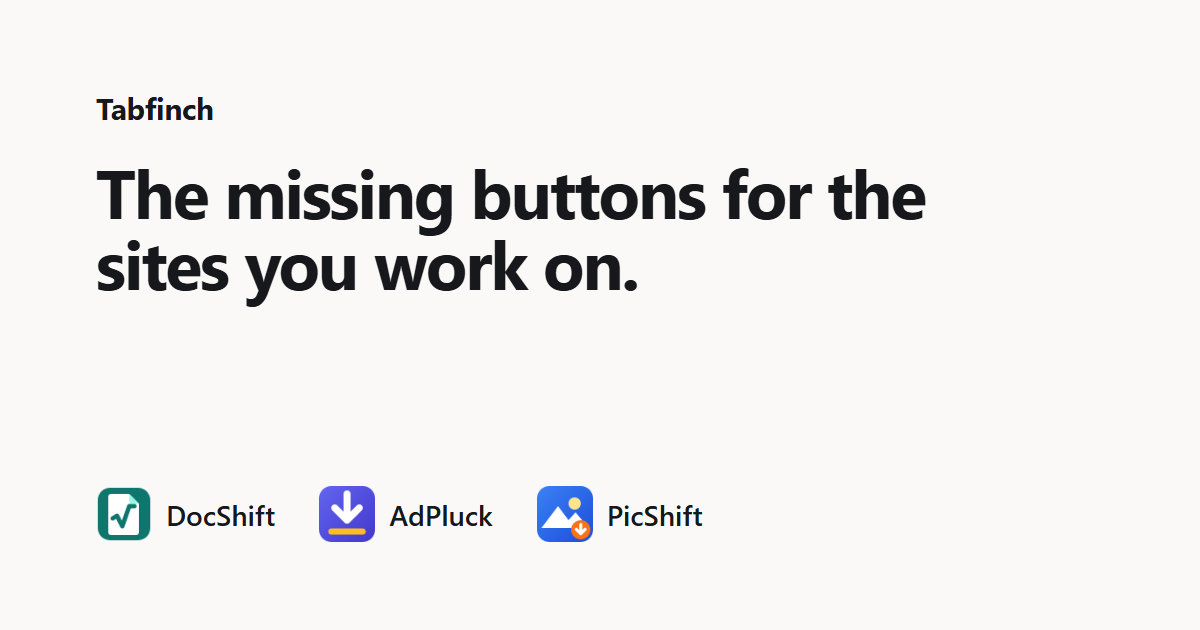 Tabfinch
The missing buttons for the
sites you work on.
DocShift
AdPluck
PicShift